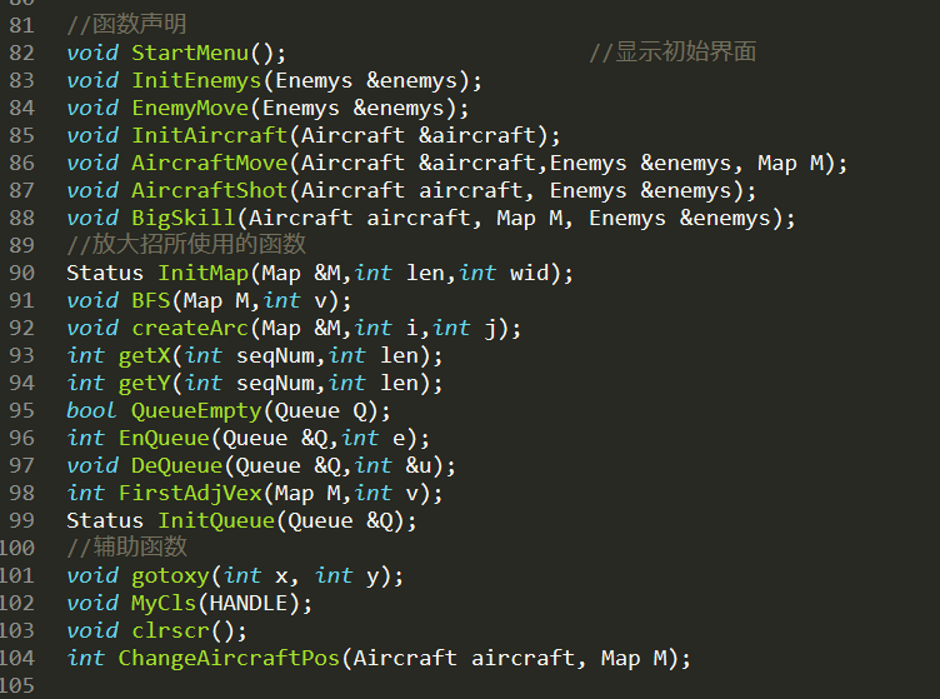 81 //函数声明
82 void StartMenu(); //显示初始界面
83 void InitEnemys(Enemys &enemys);
84 void EnemyMove(Enemys &enemys);
85 void InitAircraft(Aircraft &aircraft);
86 void AircraftMove(Aircraft &aircraft,Enemys &enemys, Map M);
87 void AircraftShot(Aircraft aircraft, Enemys &enemys);
88 void BigSkill(Aircraft aircraft, Map M, Enemys &enemys);
89 //放大招所使用的函数
90 Status InitMap(Map &M,int len,int wid);
91 void BFS(Map M,int v);
92 void createArc(Map &M,int i,int j);
93 int getX(int seqNum,int len);
94 int getY(int seqNum,int len);
95 bool QueueEmpty(Queue Q);
96 int EnQueue(Queue &Q,int e);
97 void DeQueue(Queue &Q,int &u);
98 int FirstAdjVex(Map M,int v);
99 Status InitQueue(Queue &Q);
100 //辅助函数
101 void gotoxy(int x, int y);
102 void MyCls(HANDLE);
103 void clrscr();
104 int ChangeAircraftPos(Aircraft aircraft, Map M);
105